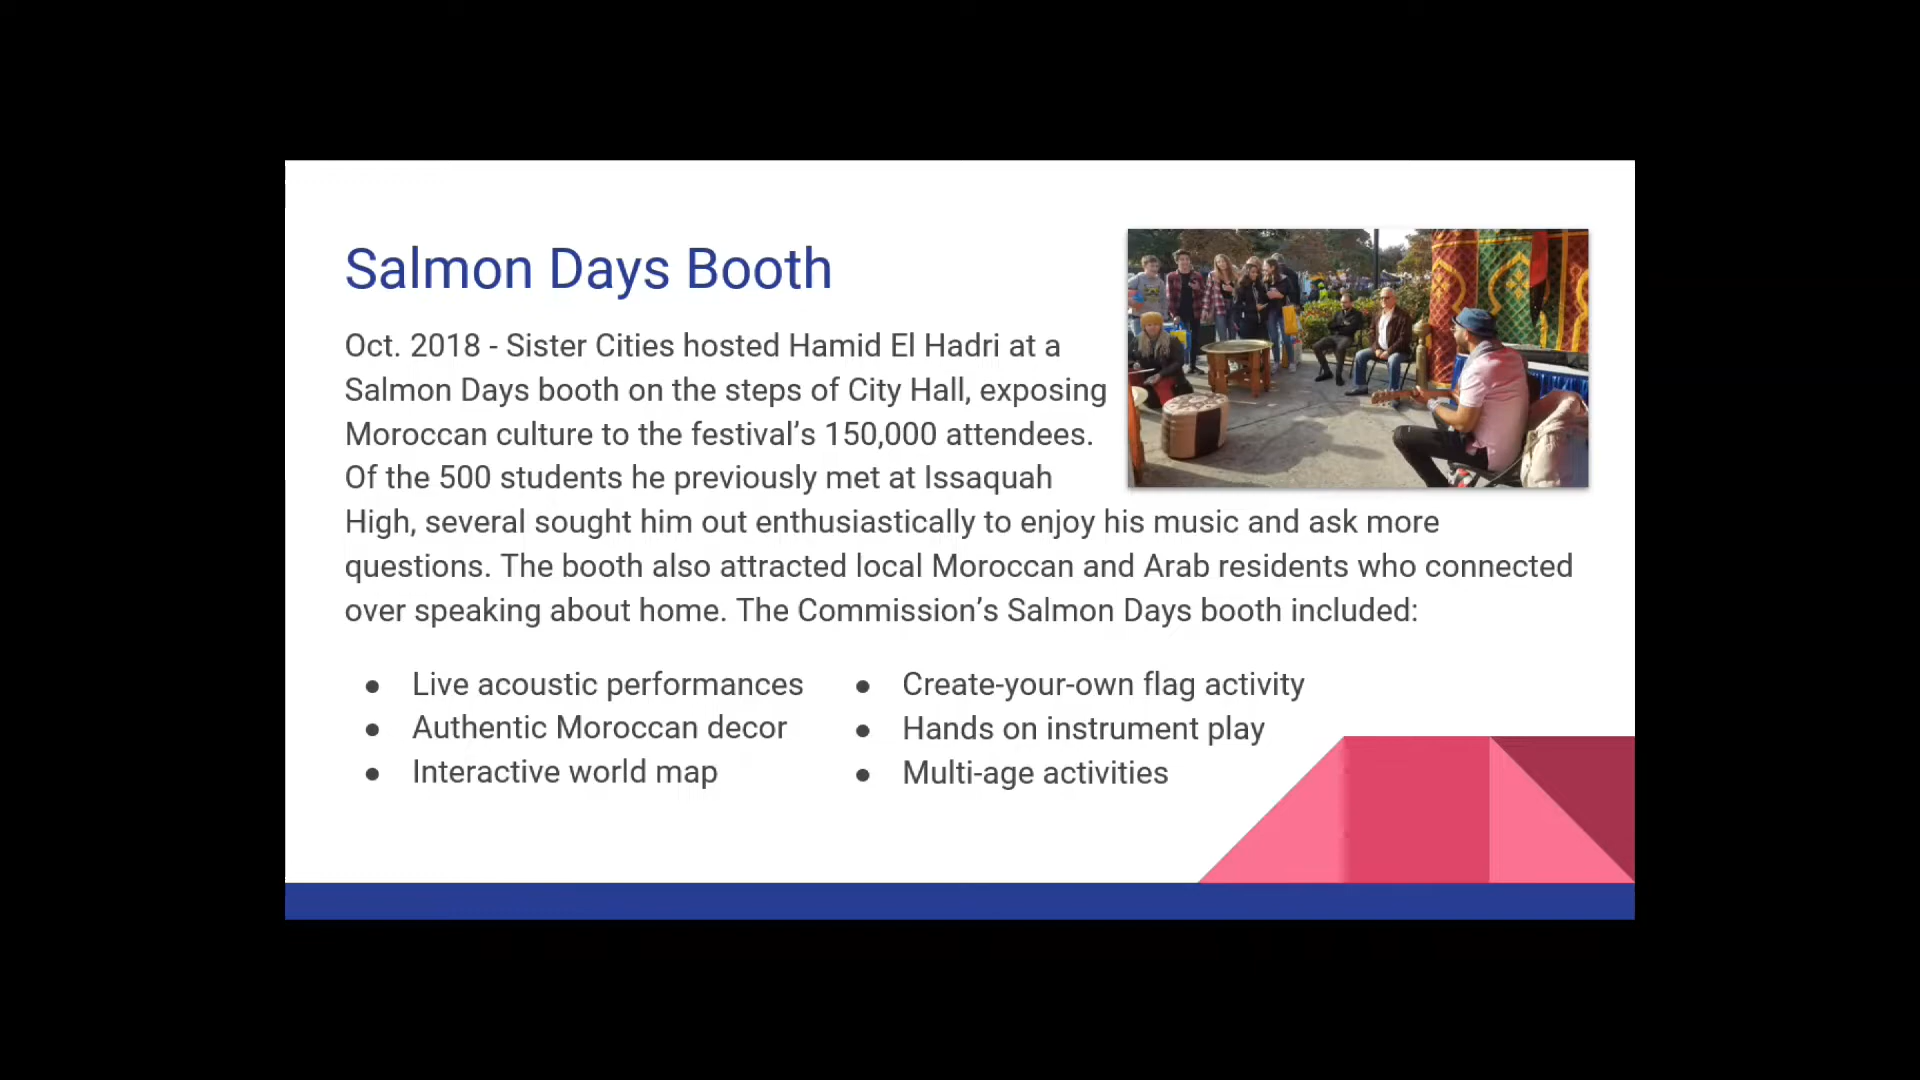 Salmon Days Booth
Oct. 2018 - Sister Cities hosted Hamid El Hadri at a
Salmon Days booth on the steps of City Hall, exposing
Moroccan culture to the festival’s 150,000 attendees.
Of the 500 students he previously met at Issaquah
High, several sought him out enthusiastically to enjoy his music and ask more
questions. The booth also attracted local Moroccan and Arab residents who connected
over speaking about home. The Commission’s Salmon Days booth included:
● Live acoustic performances
● Authentic Moroccan decor
● Interactive world map
● Create-your-own flag activity
● Hands on instrument play
● Multi-age activities